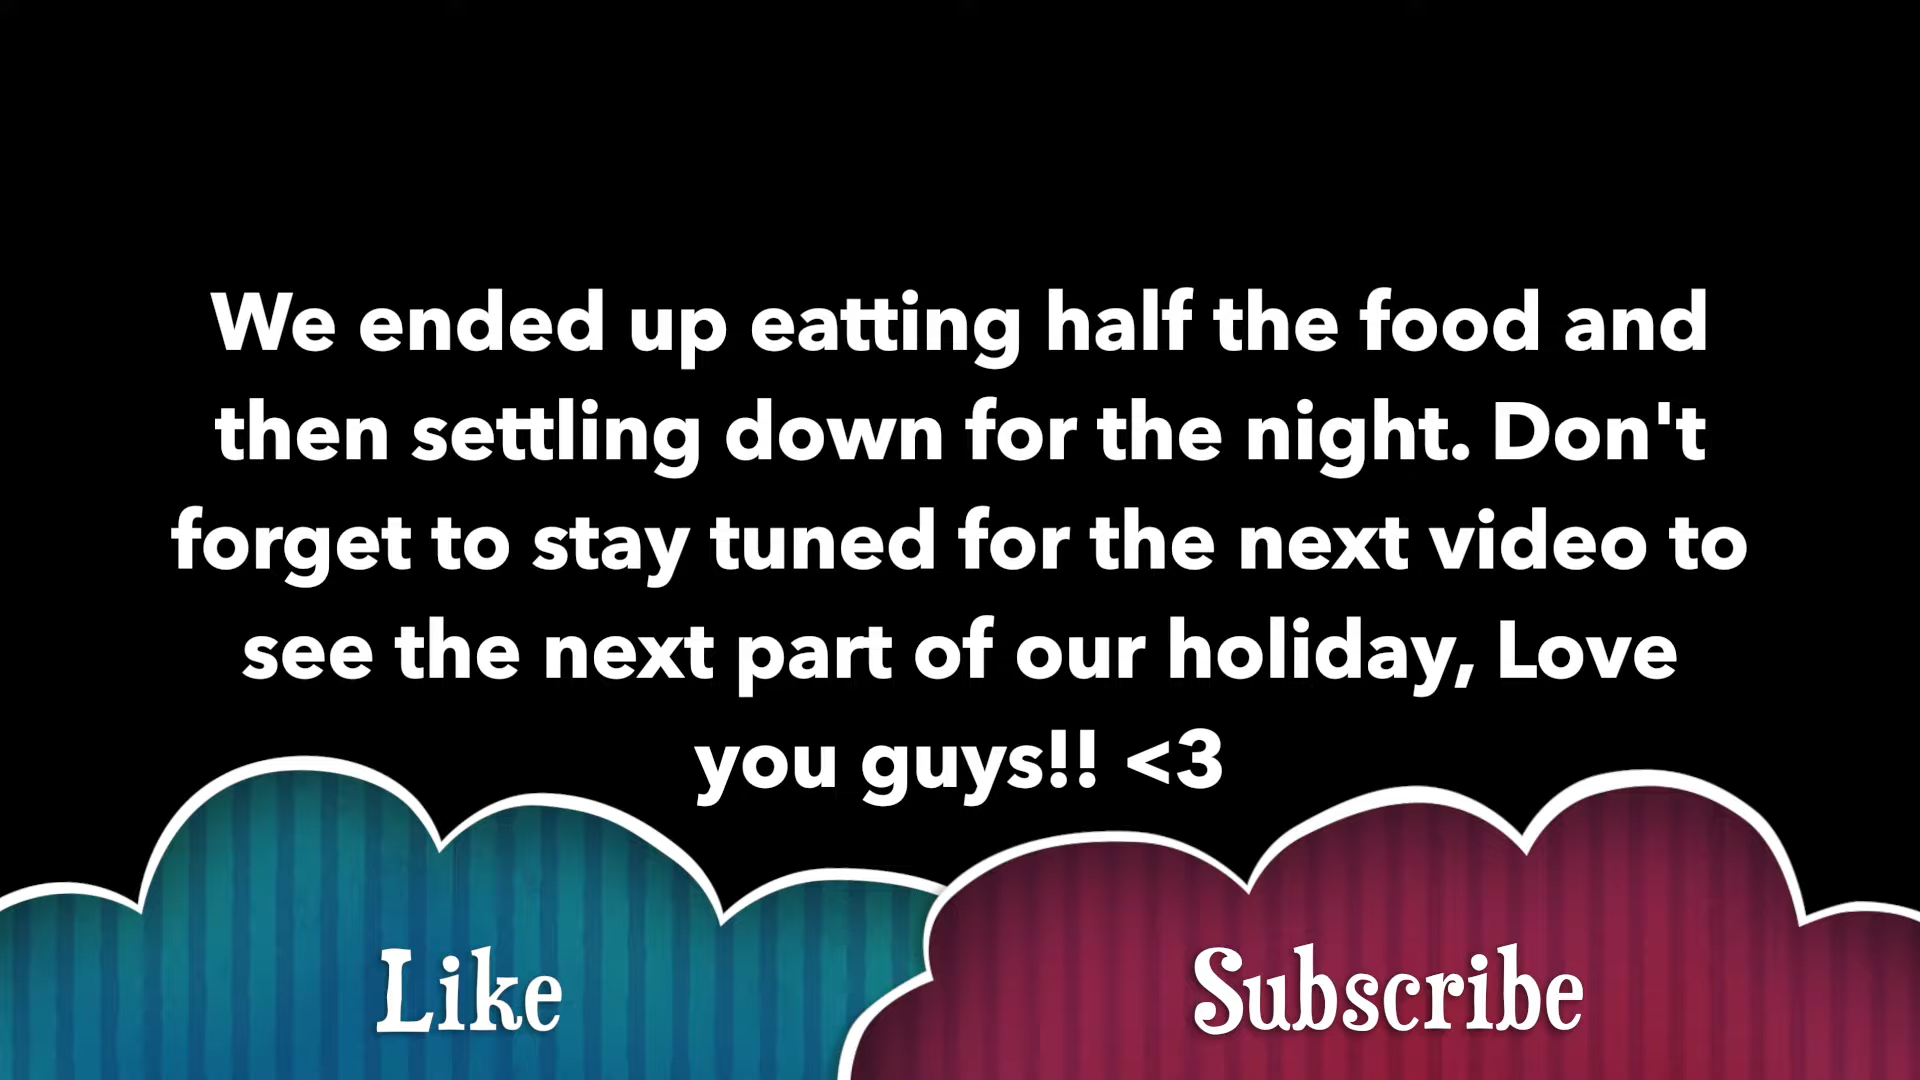 We ended up eatting half the food and
then settling down for the night. Don't
forget to stay tuned for the next video to
see the next part of our holiday, Love
you guys!! <3
Like
Subscribe